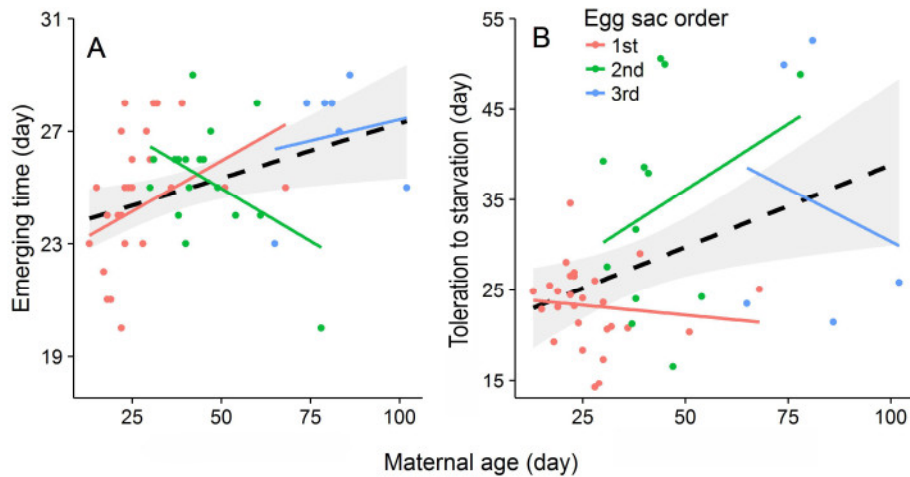 A
Emerging time (day)
31
27
23
19
25
50
75
100
B
Egg sac order
1st
2nd
3rd
Toleration to starvation (day)
55
45
35
25
15
25
50
75
100
Maternal age (day)